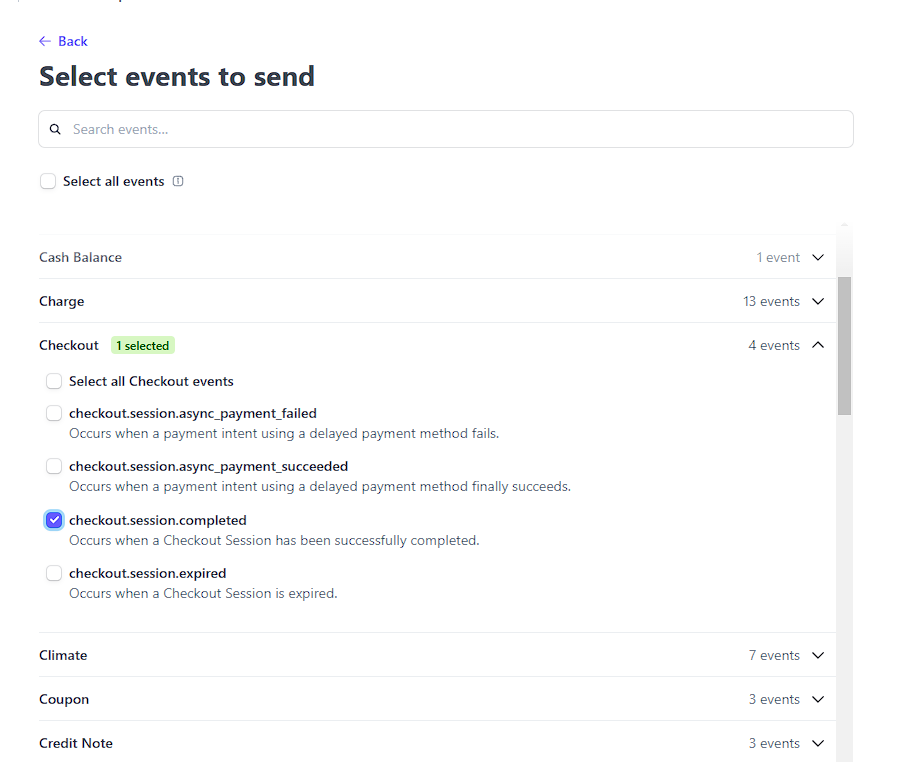 Back
Select events to send
Search events...
Select all events
Cash Balance 1 event
Charge 13 events
Checkout 1 selected 4 events
Select all Checkout events
checkout.session.async_payment_failed
Occurs when a payment intent using a delayed payment method fails.
checkout.session.async_payment_succeeded
Occurs when a payment intent using a delayed payment method finally succeeds.
checkout.session.completed
Occurs when a Checkout Session has been successfully completed.
checkout.session.expired
Occurs when a Checkout Session is expired.
Climate 7 events
Coupon 3 events
Credit Note 3 events